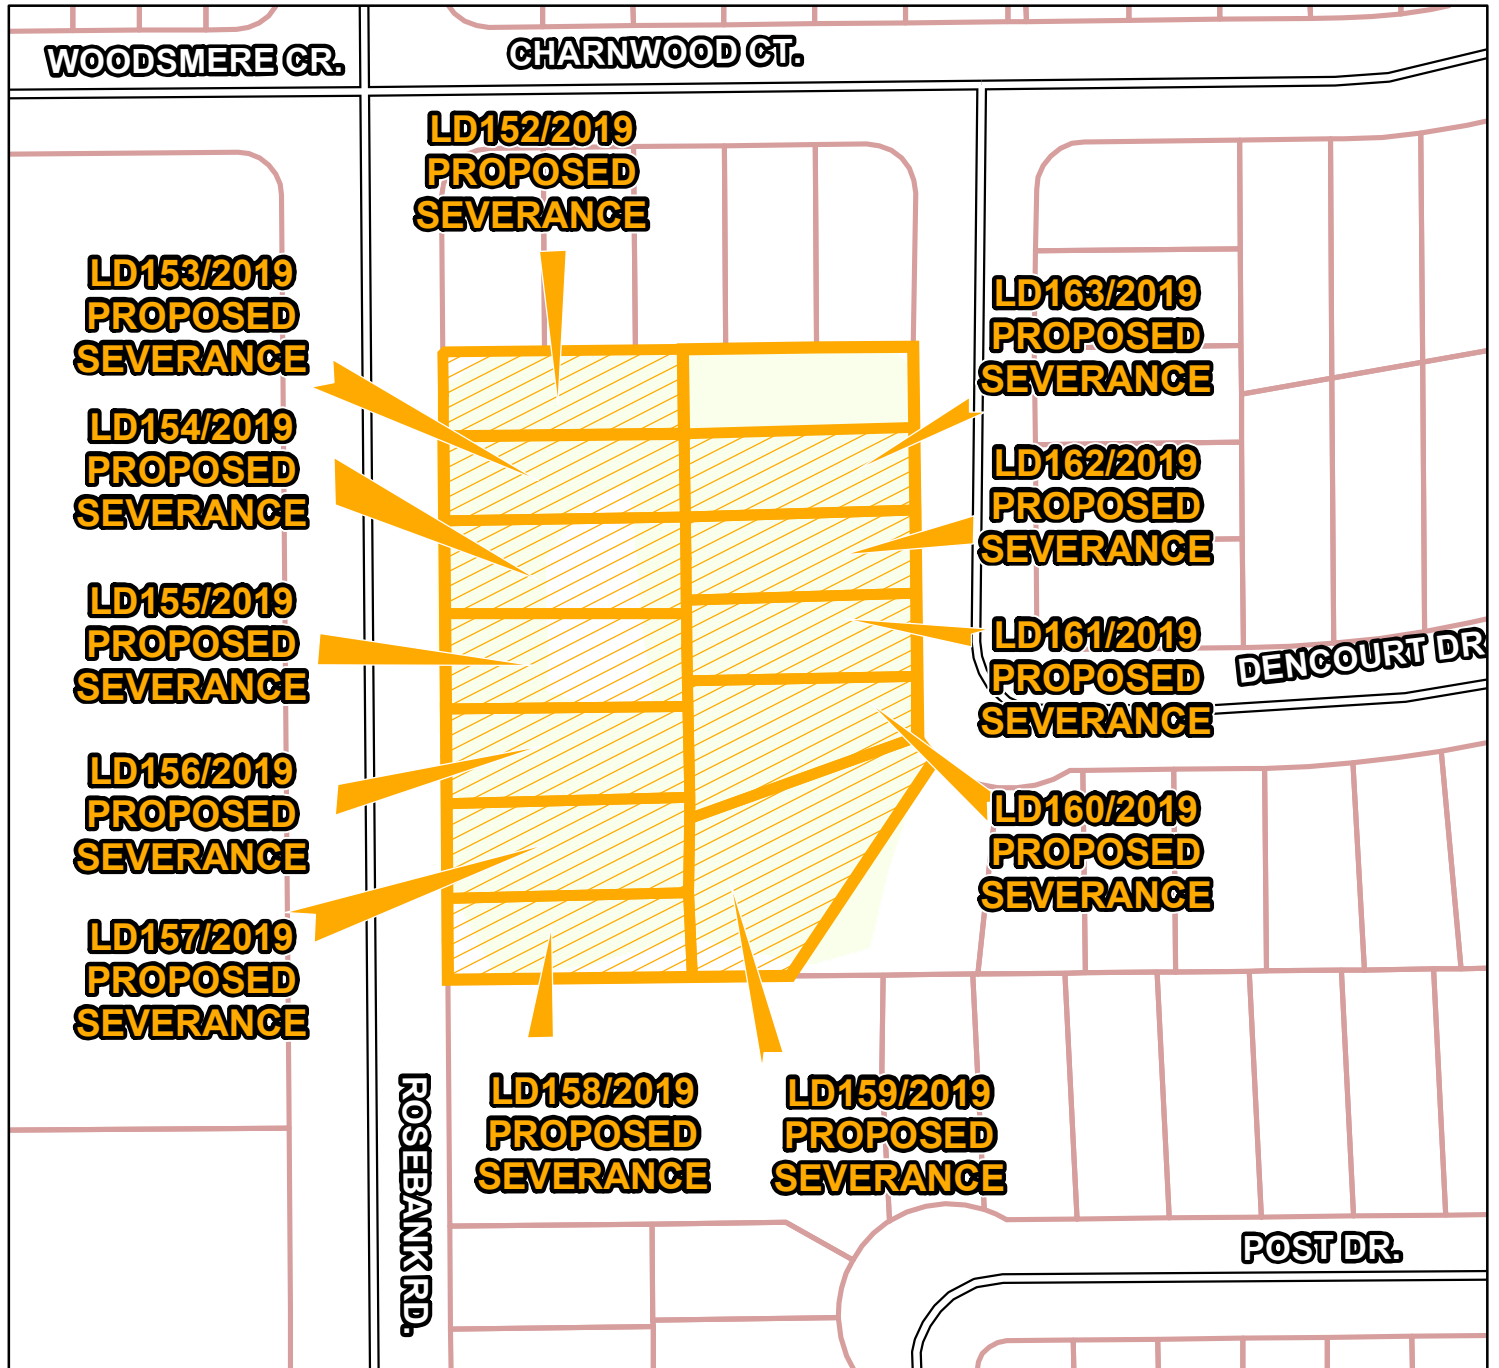 WOODSMERE CR.
CHARNWOOD CT.
LD152/2019
PROPOSED
SEVERANCE
LD153/2019
PROPOSED
SEVERANCE
LD163/2019
PROPOSED
SEVERANCE
LD154/2019
PROPOSED
SEVERANCE
LD162/2019
PROPOSED
SEVERANCE
LD155/2019
PROPOSED
SEVERANCE
LD161/2019
PROPOSED
SEVERANCE
DENCOURT DR
LD156/2019
PROPOSED
SEVERANCE
LD160/2019
PROPOSED
SEVERANCE
LD157/2019
PROPOSED
SEVERANCE
ROSEBANK RD.
LD158/2019
PROPOSED
SEVERANCE
LD159/2019
PROPOSED
SEVERANCE
POST DR.